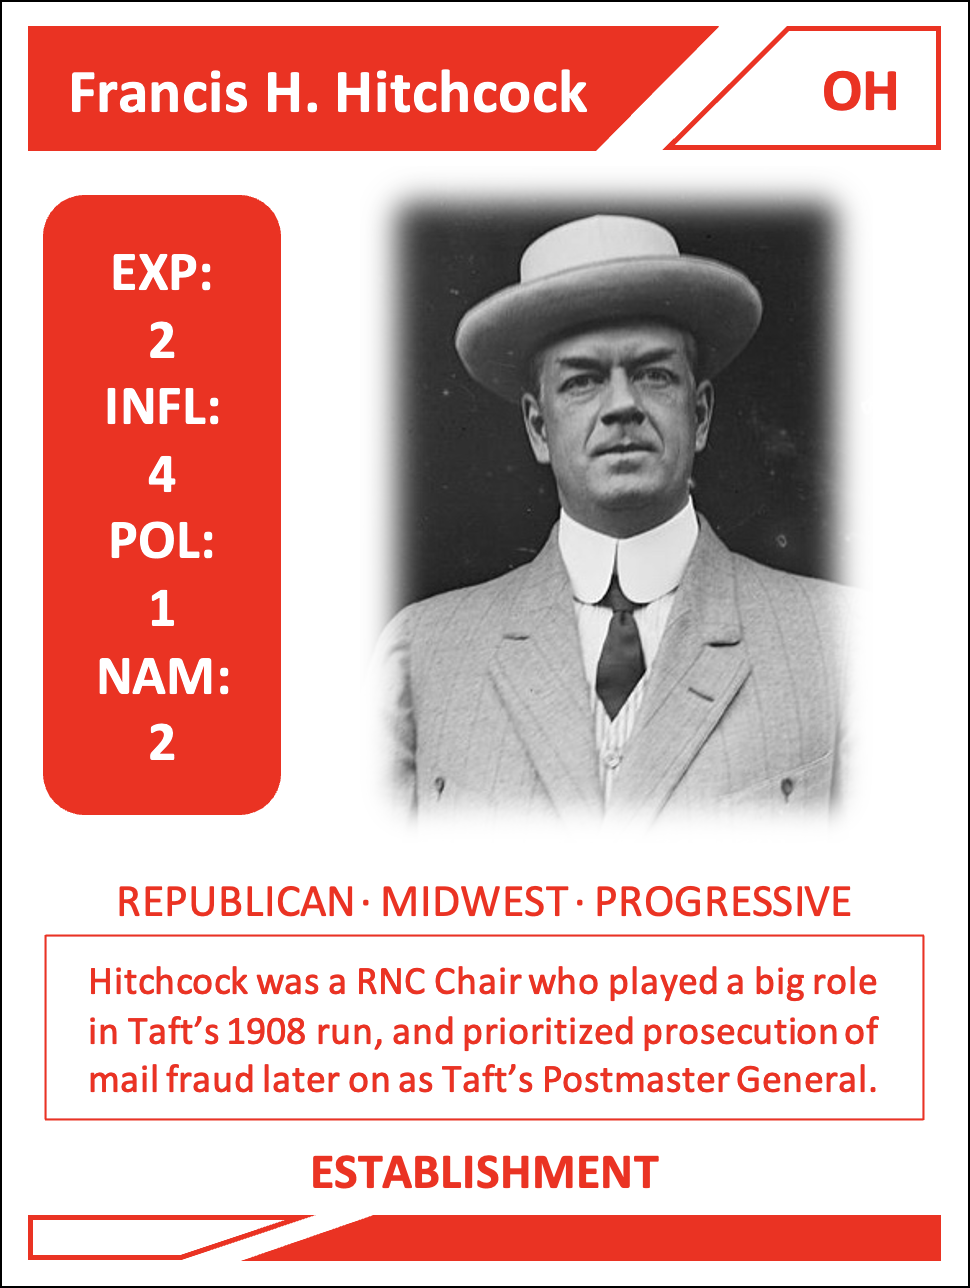 Francis H. Hitchcock
OH
EXP:
2
INFL:
4
POL:
1
NAM:
2
REPUBLICAN · MIDWEST · PROGRESSIVE
Hitchcock was a RNC Chair who played a big role
in Taft’s 1908 run, and prioritized prosecution of
mail fraud later on as Taft’s Postmaster General.
ESTABLISHMENT